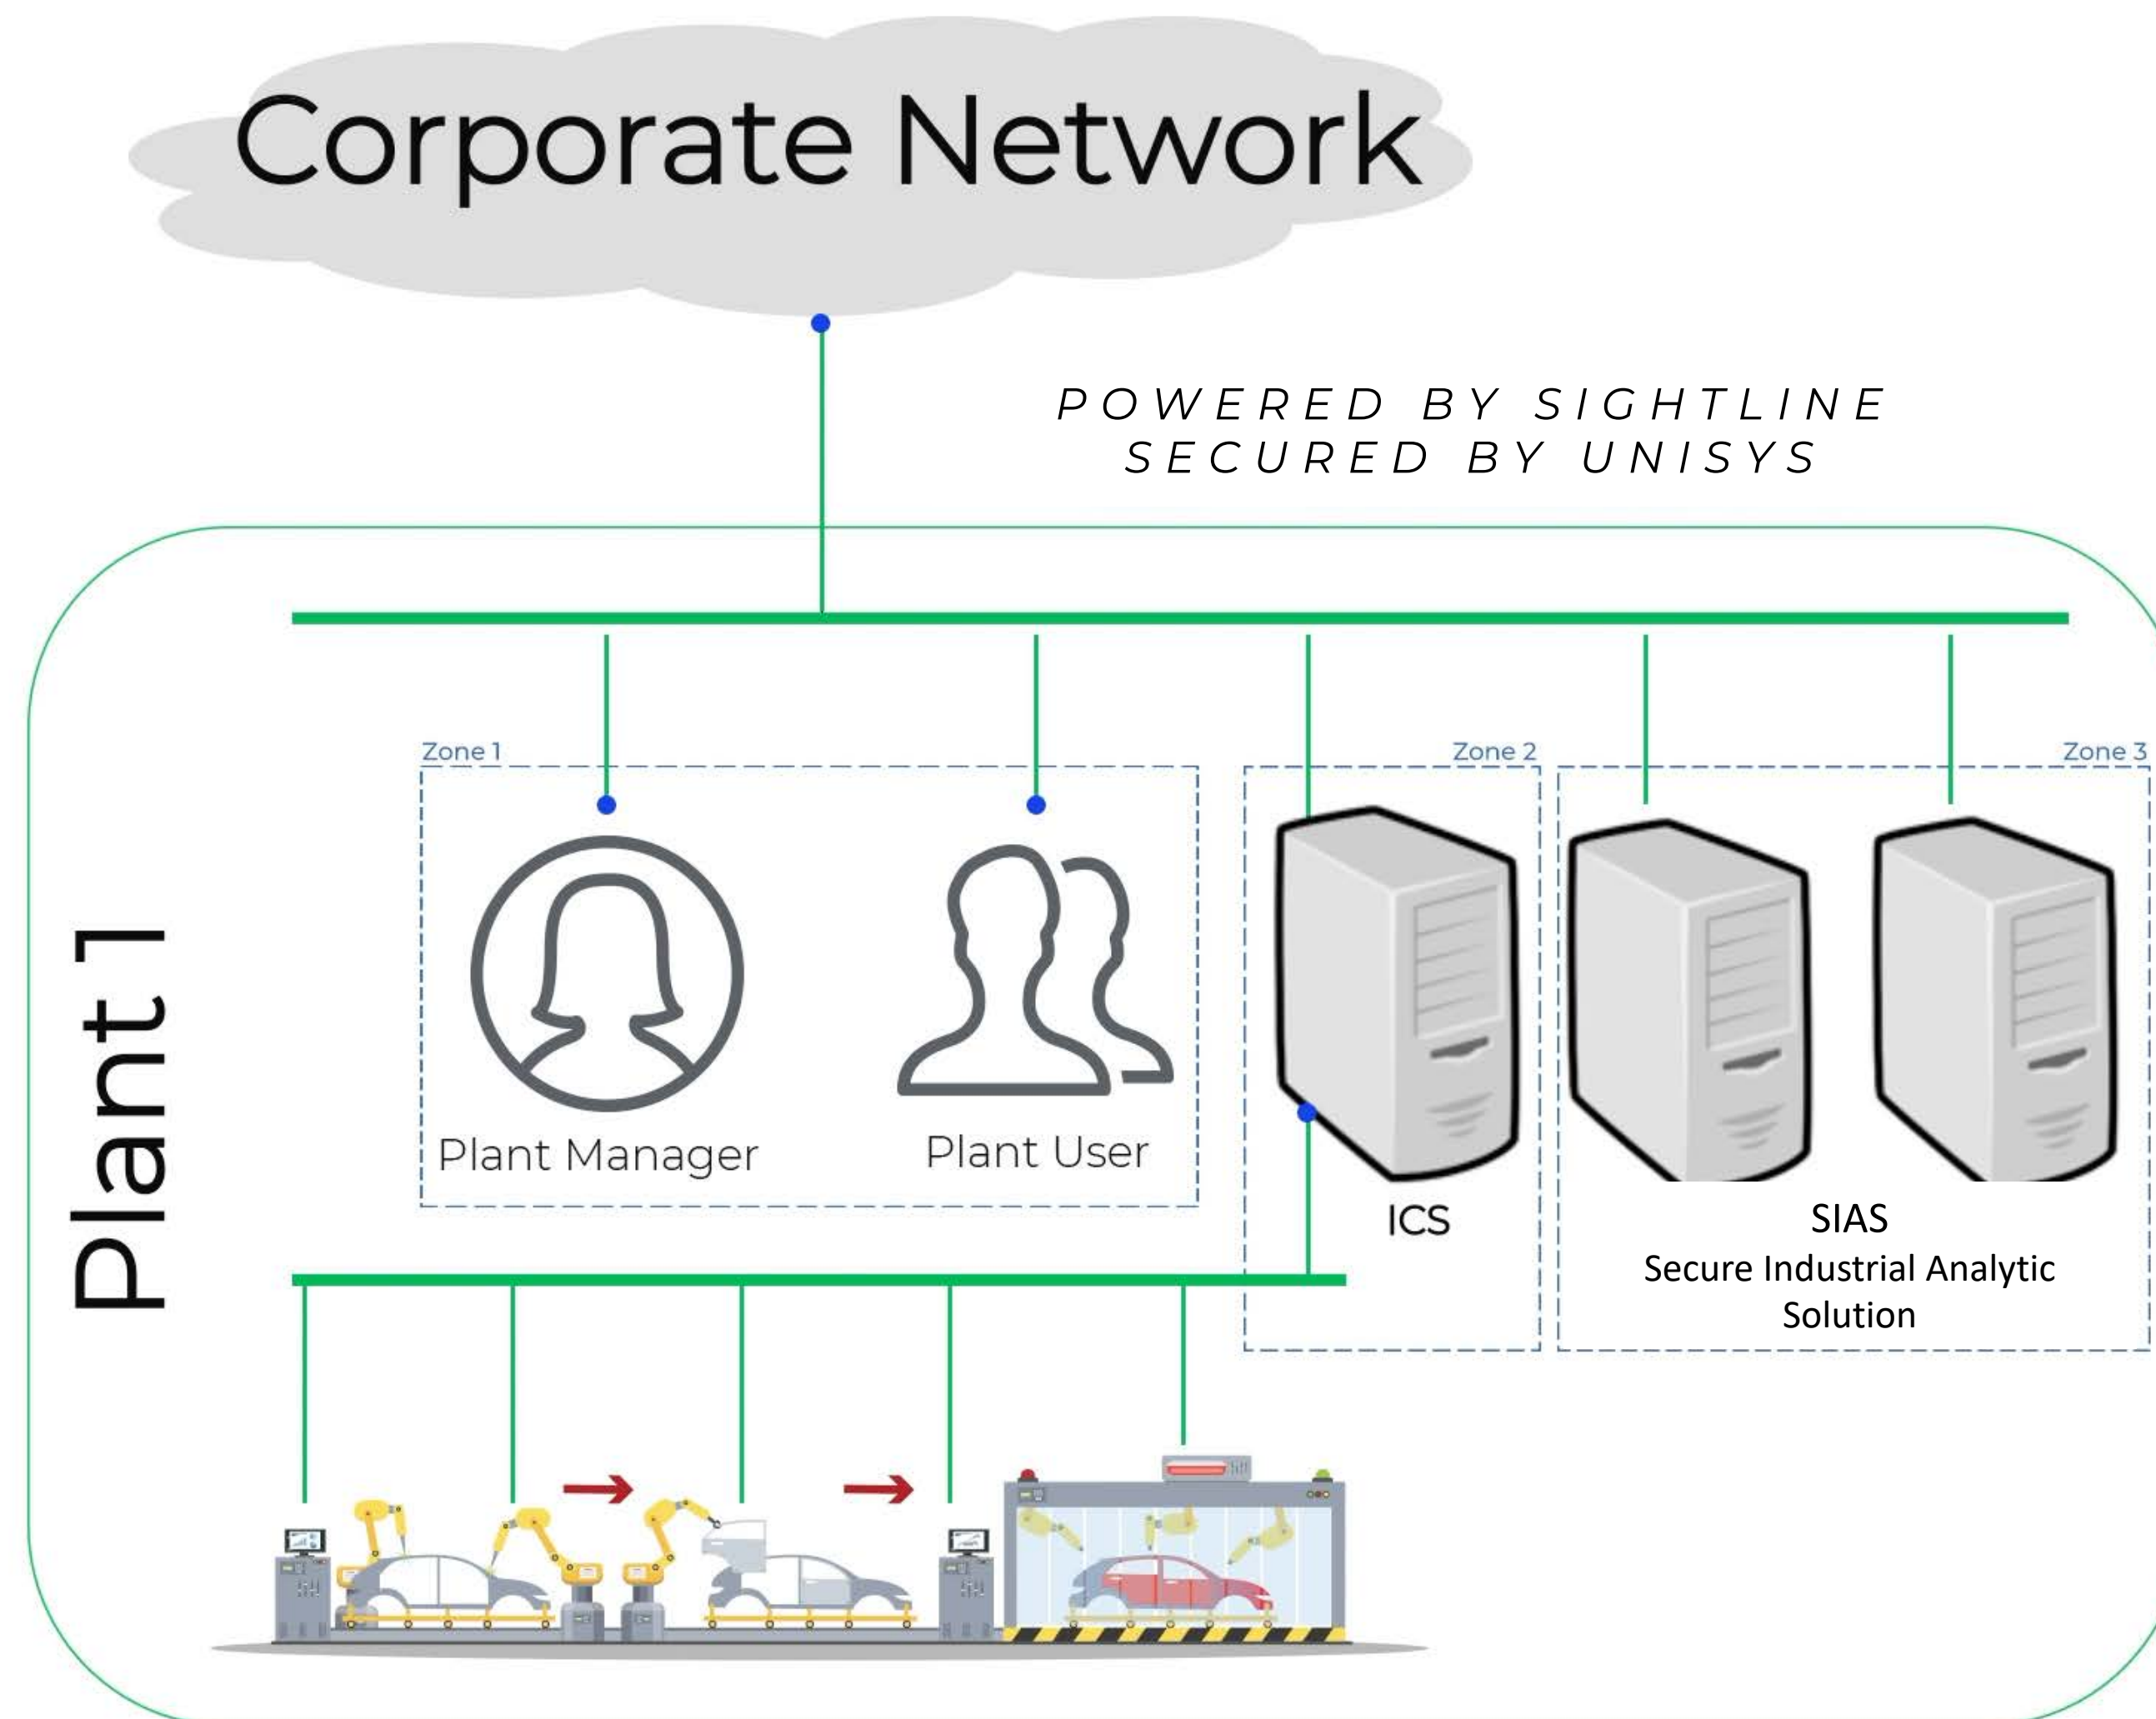 Corporate Network
POWERED BY SIGHTLINE
SECURED BY UNISYS
Plant 1
Zone 1
Zone 2
Zone 3
Plant Manager
Plant User
ICS
SIAS
Secure Industrial Analytic
Solution